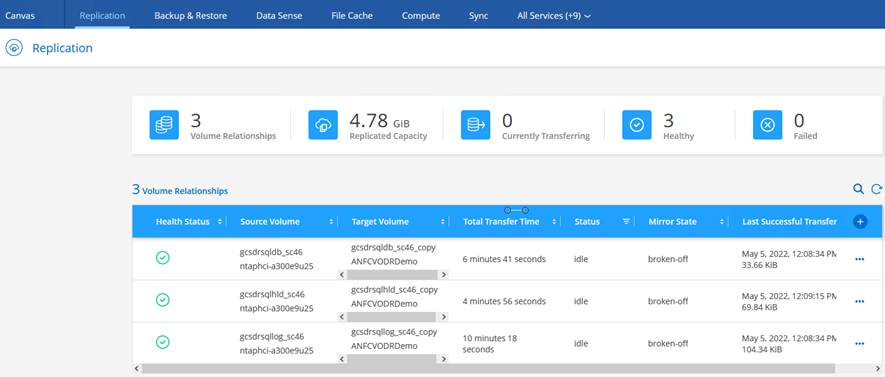 Canvas Replication Backup & Restore Data Sense File Cache Compute Sync All Services (+9)
Replication
3 4.78 GiB 0 3 0
Volume Relationships Replicated Capacity Currently Transferring Healthy Failed
3 Volume Relationships
Health Status Source Volume Target Volume Total Transfer Time Status Mirror State Last Successful Transfer
gcsdrsqldb_sc46 gcsdrsqldb_sc46_copy 6 minutes 41 seconds idle broken-off May 5, 2022, 12:08:34 PM
ntaphci-a300e9u25 ANFCVODRDemo 33.66 KiB
gcsdrsqlhld_sc46 gcsdrsqlhld_sc46_copy 4 minutes 56 seconds idle broken-off May 5, 2022, 12:09:15 PM
ntaphci-a300e9u25 ANFCVODRDemo 69.84 KiB
gcsdrsqllog_sc46 gcsdrsqllog_sc46_copy 10 minutes 18 idle broken-off May 5, 2022, 12:08:34 PM
ntaphci-a300e9u25 ANFCVODRDemo seconds 104.34 KiB